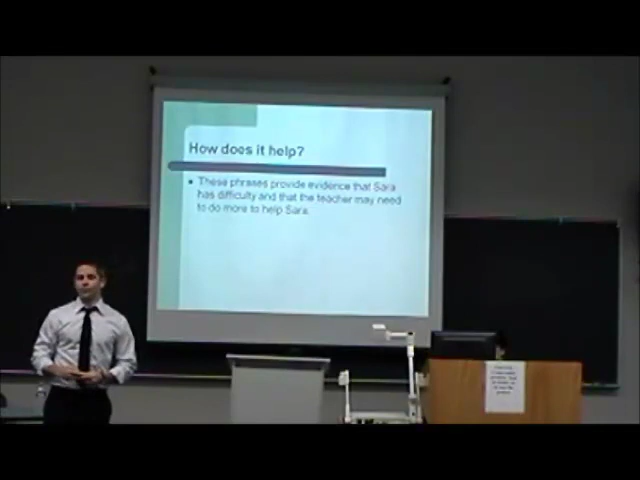 How does it help?
These phrases provide evidence that Sara
has difficulty and that the teacher may need
to do more to help Sara.